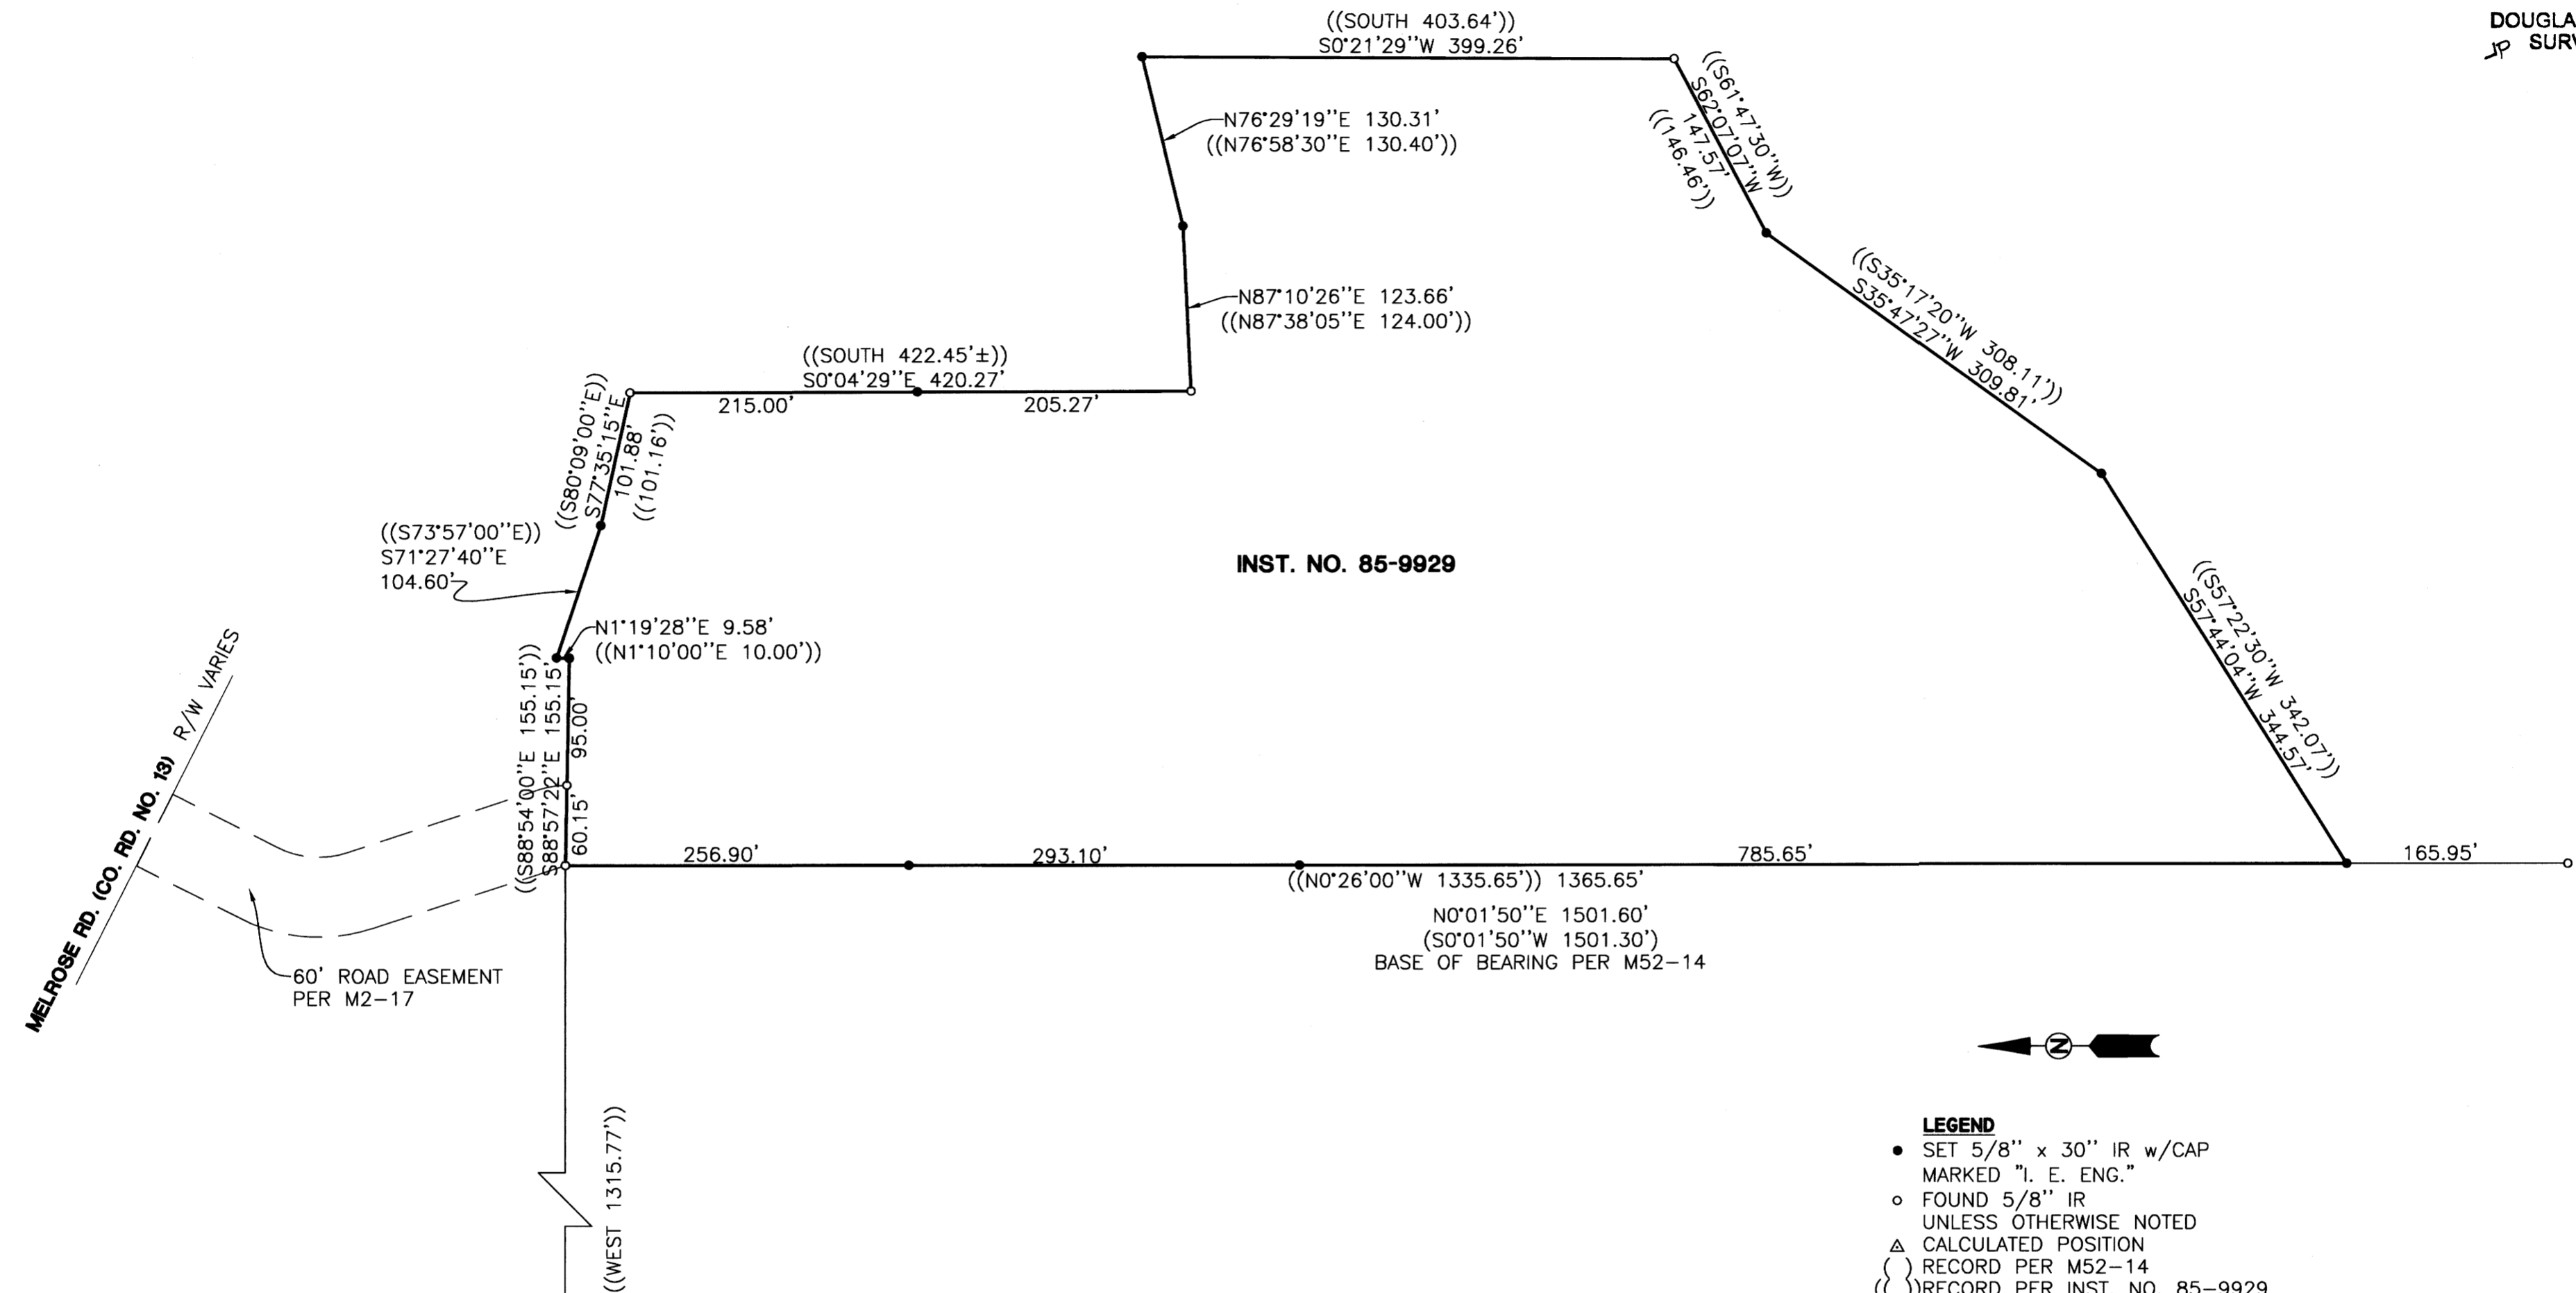 DOUGLA
JP SURV
((SOUTH 403.64'))
S0°21'29''W 399.26'
((S61°47'30''W))
S62°07'07''W
147.57'
((146.46'))
N76°29'19''E 130.31'
((N76°58'30''E 130.40'))
N87°10'26''E 123.66'
((N87°38'05''E 124.00'))
((S35°17'20''W 308.11'))
S35°47'27''W 309.81'
((SOUTH 422.45'±))
S0°04'29''E 420.27'
215.00'
205.27'
((S80°09'00''E))
S77°35'15''E
101.88'
((101.16'))
((S73°57'00''E))
S71°27'40''E
104.60'
INST. NO. 85-9929
((S57°22'30''W 342.07'))
S57°44'04''W 344.57'
N1°19'28''E 9.58'
((N1°10'00''E 10.00'))
((S88°54'00''E 155.15'))
S88°57'22''E 155.15'
95.00'
60.15'
MELROSE RD. (CO. RD. NO. 13) R/W VARIES
256.90'
293.10'
785.65'
165.95'
((N0°26'00''W 1335.65')) 1365.65'
N0°01'50''E 1501.60'
(S0°01'50''W 1501.30')
BASE OF BEARING PER M52-14
60' ROAD EASEMENT
PER M2-17
N
((WEST 1315.77'))
LEGEND
SET 5/8'' x 30'' IR w/CAP
MARKED "I. E. ENG."
FOUND 5/8'' IR
UNLESS OTHERWISE NOTED
CALCULATED POSITION
( ) RECORD PER M52-14
(( )) RECORD PER INST. NO. 85-9929